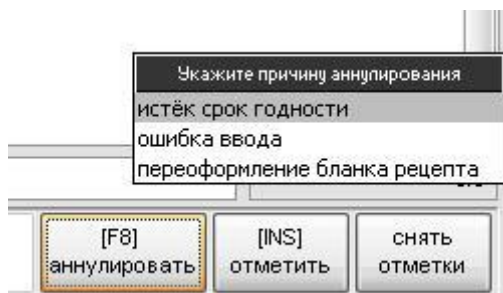 Укажите причину аннулирования
истёк срок годности
ошибка ввода
переоформление бланка рецепта
[F8]
аннулировать
[INS]
отметить
снять
отметки